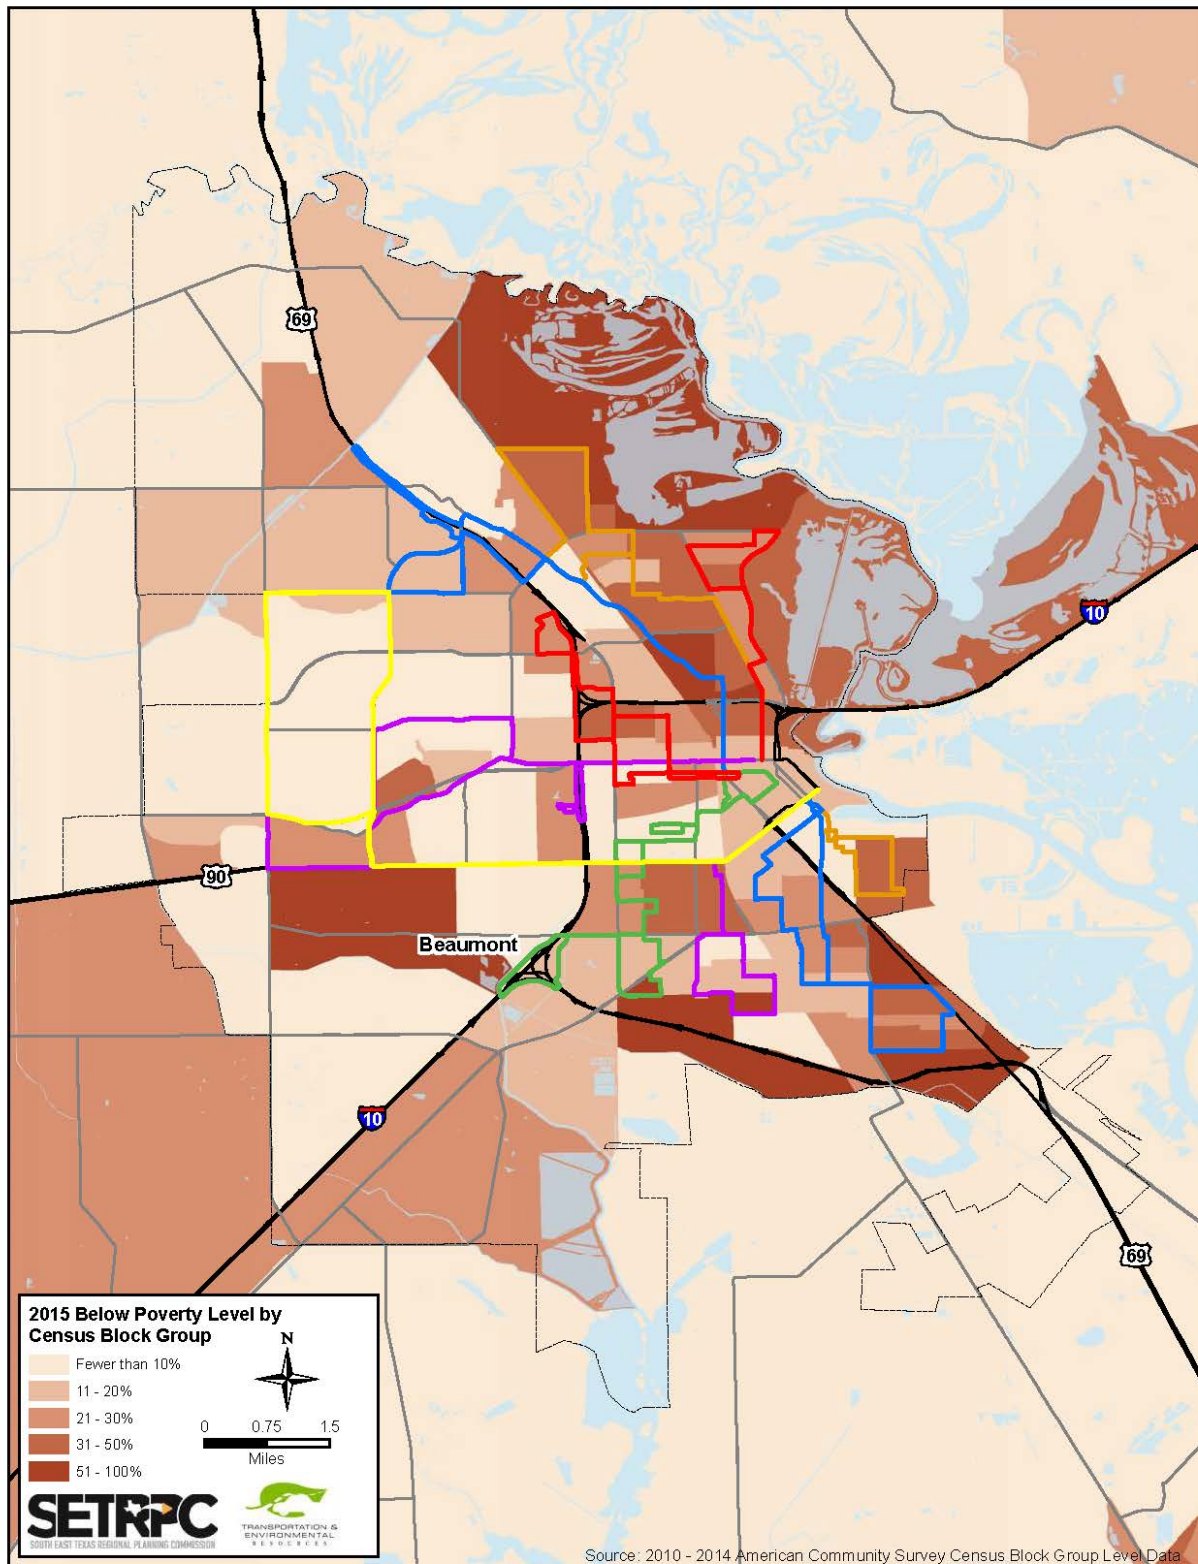 69
10
90
Beaumont
10
69
2015 Below Poverty Level by
Census Block Group
N
Fewer than 10%
11 - 20%
21 - 30%
31 - 50%
51 - 100%
0 0.75 1.5
Miles
SETRPC
SOUTH EAST TEXAS REGIONAL PLANNING COMMISSION
TRANSPORTATION &
ENVIRONMENTAL
RESOURCES
Source: 2010 - 2014 American Community Survey Census Block Group Level Data